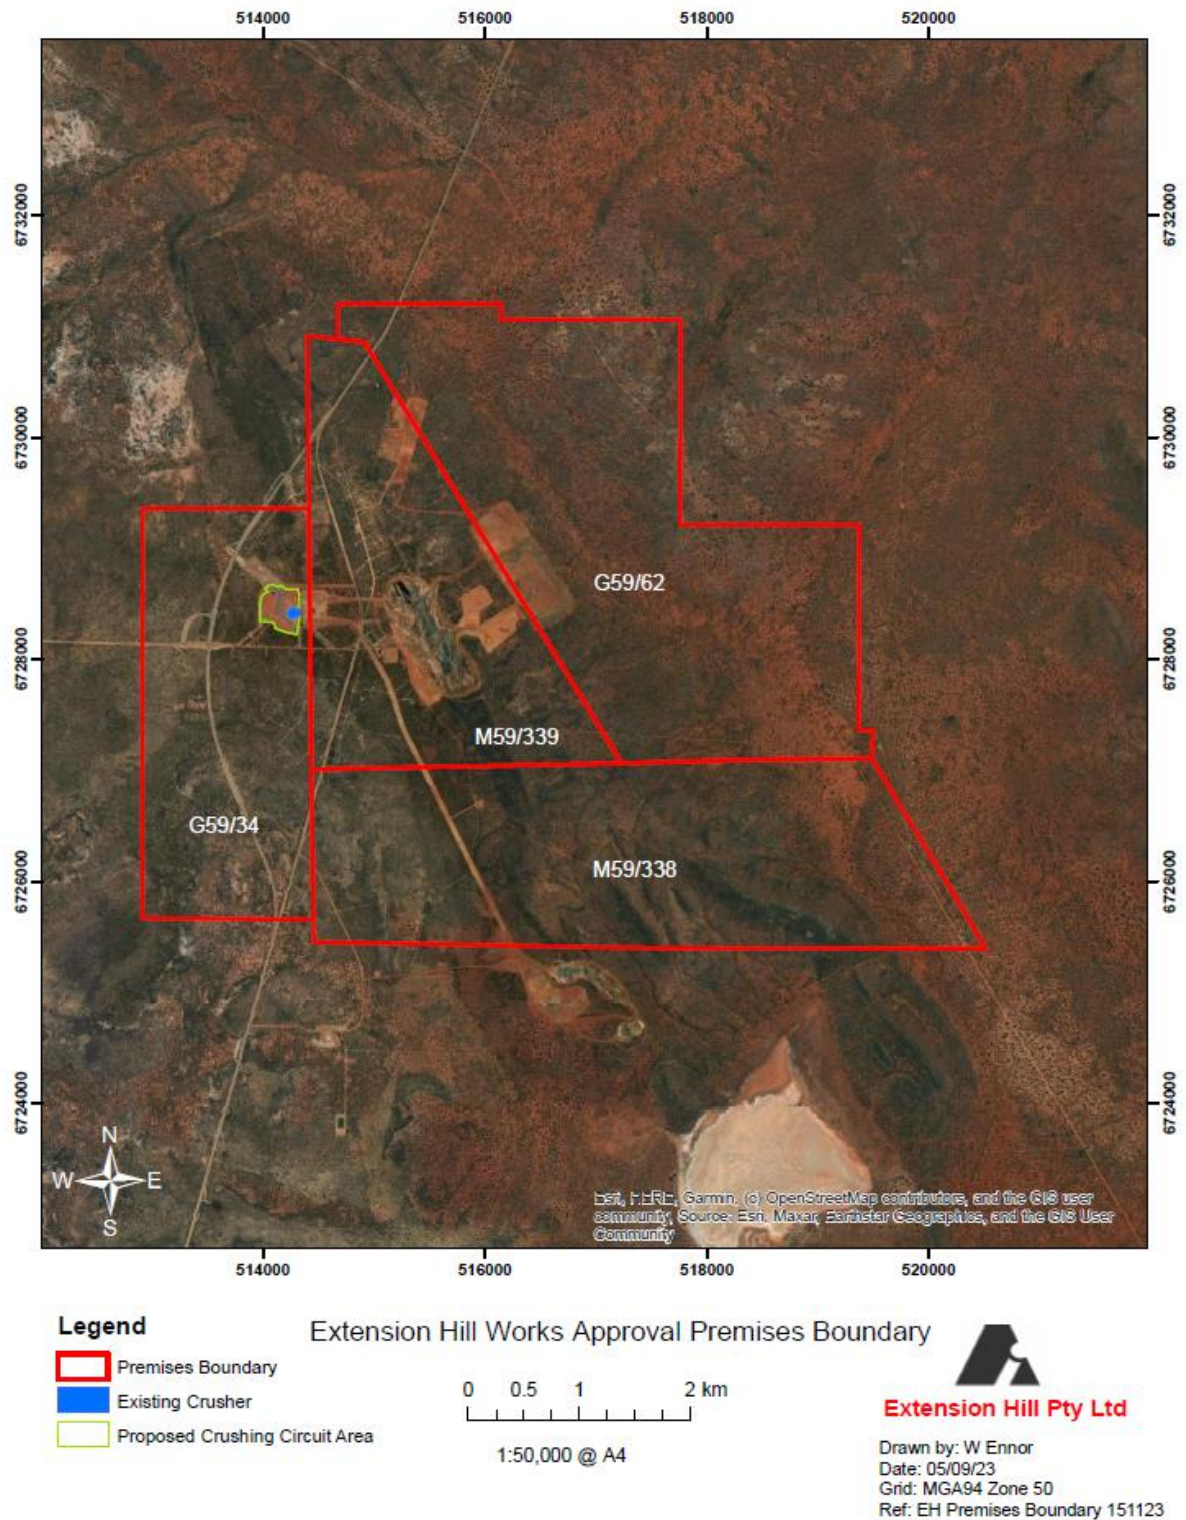 514000 516000 518000 520000
6732000 6732000
6730000 6730000
G59/62
6728000 6728000
M59/339
G59/34
M59/338
6726000 6726000
6724000 6724000
N
W E
S
Esri, HERE, Garmin, (c) OpenStreetMap contributors, and the GIS user
community, Source: Esri, Maxar, Earthstar Geographics, and the GIS User
Community
514000 516000 518000 520000
Legend
Premises Boundary
Existing Crusher
Proposed Crushing Circuit Area
Extension Hill Works Approval Premises Boundary
0 0.5 1 2 km
1:50,000 @ A4
Extension Hill Pty Ltd
Drawn by: W Ennor
Date: 05/09/23
Grid: MGA94 Zone 50
Ref: EH Premises Boundary 151123